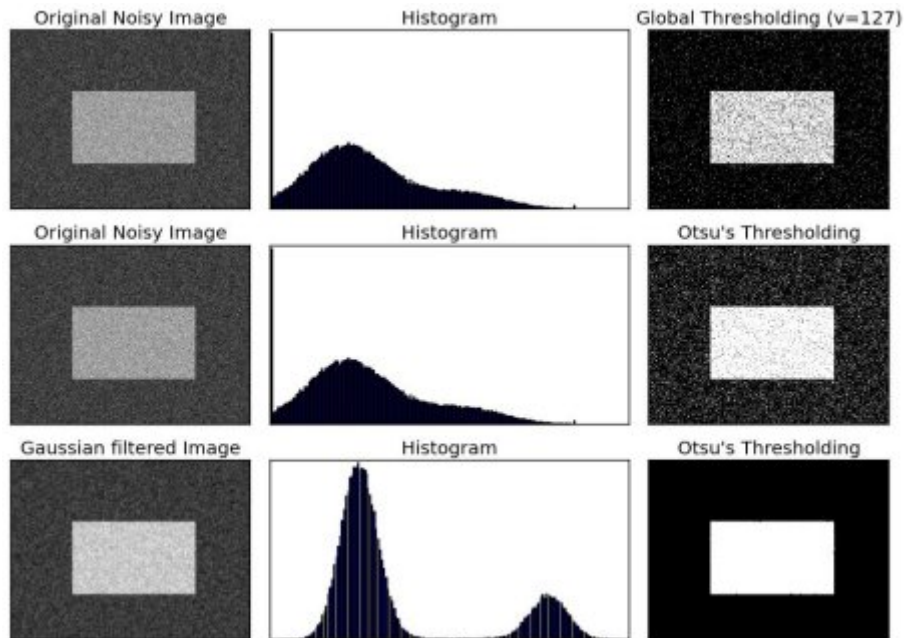 Original Noisy Image
Histogram
Global Thresholding (v=127)
Original Noisy Image
Histogram
Otsu's Thresholding
Gaussian filtered Image
Histogram
Otsu's Thresholding